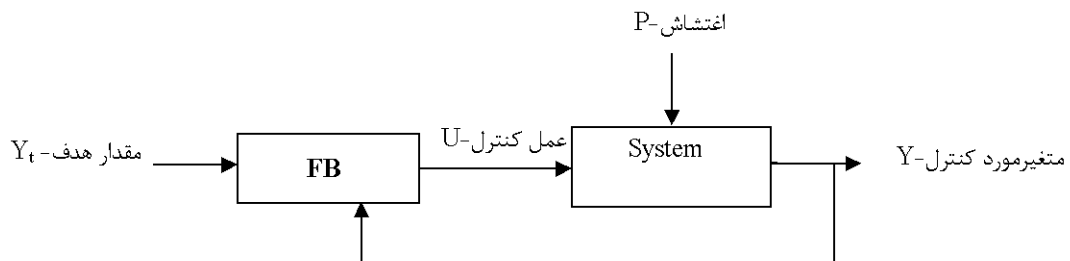 اغتشاش-P
مقدار هدف-Yt
FB
عمل کنترل-U
System
متغیرمورد کنترل-Y